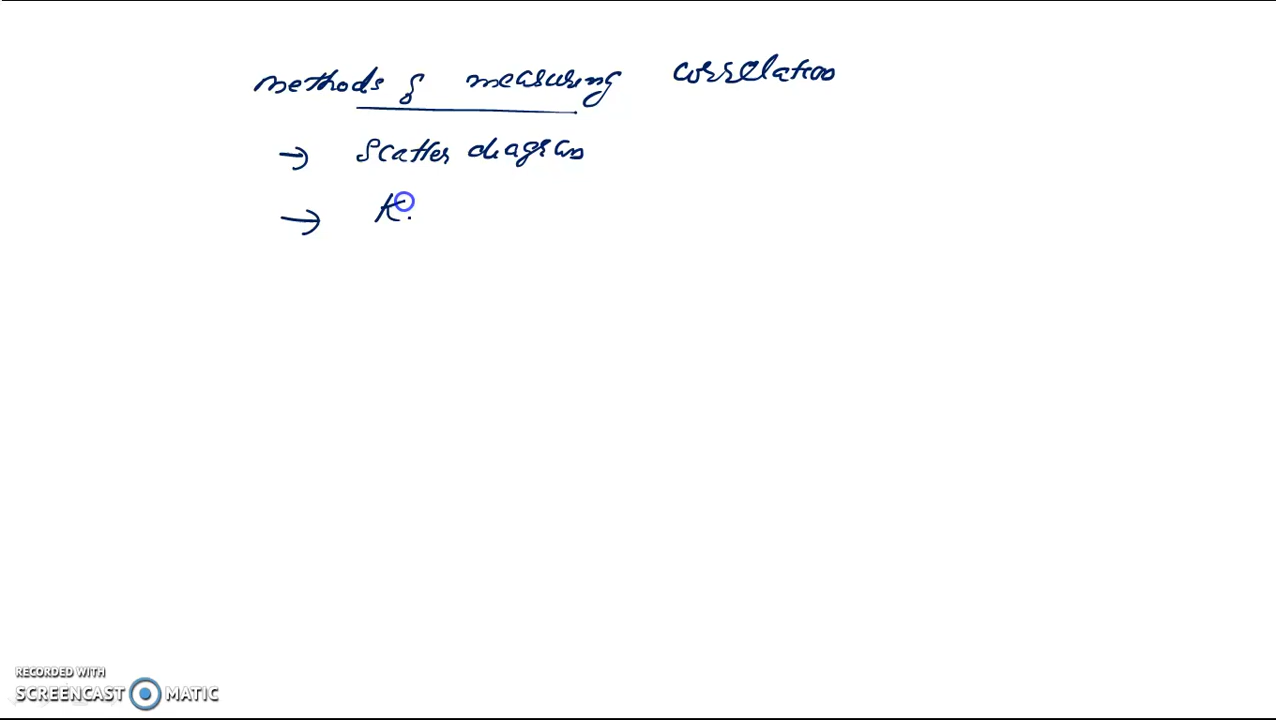 methods of measuring correlation
→ Scatter diagram
→ K
RECORDED WITH
SCREENCAST MATIC